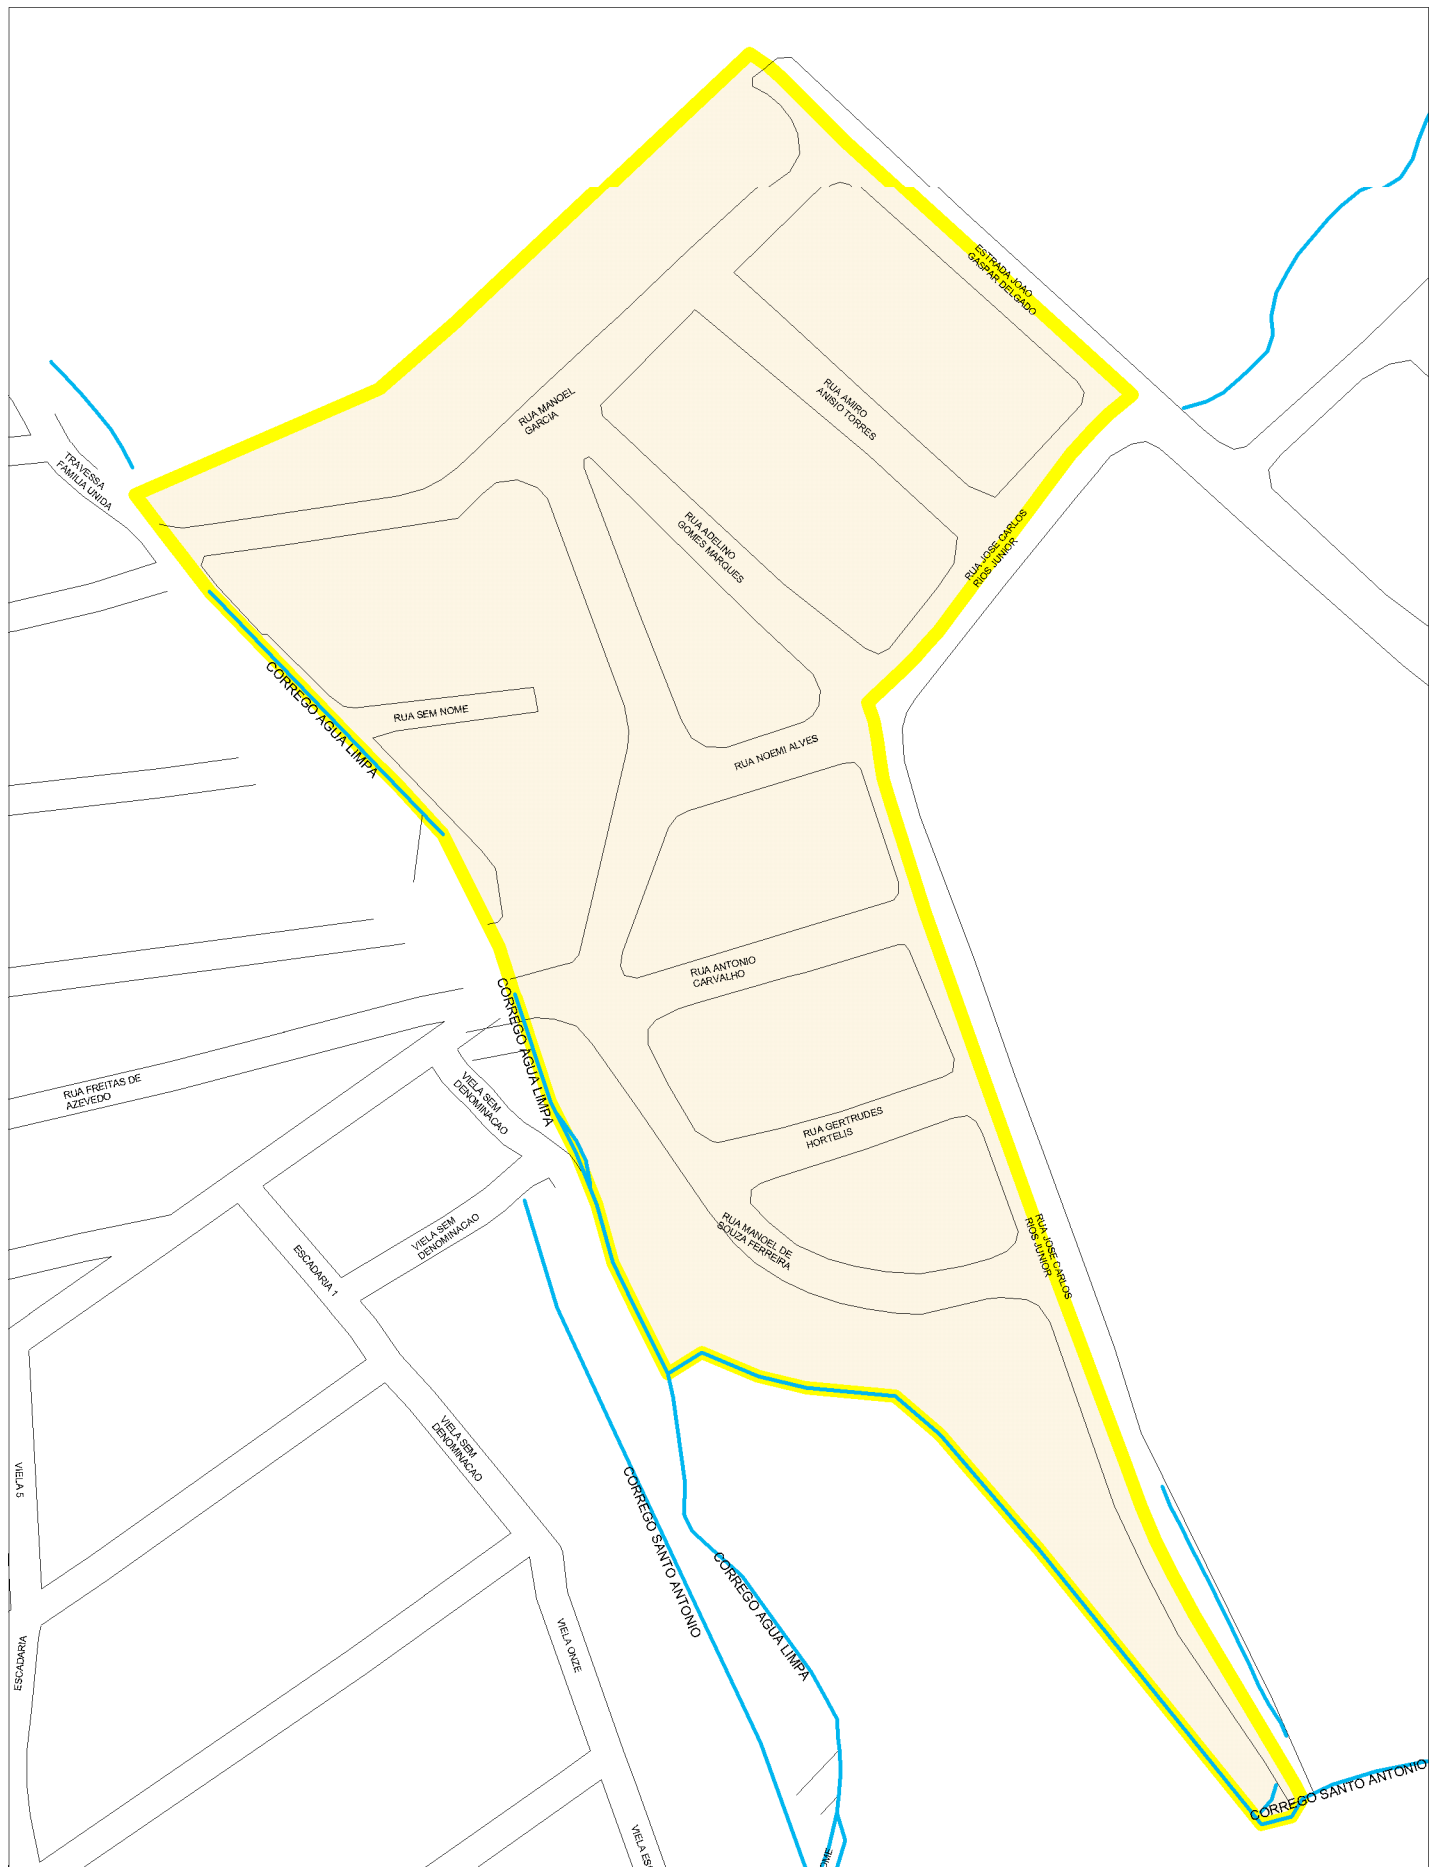 ESTRADA JOAO
GASPAR DELGADO
RUA MANOEL
GARCIA
RUA AMIRO
ANISIO TORRES
TRAVESSA
FAMILIA UNIDA
RUA ADELINO
GOMES MARQUES
RUA JOSE CARLOS
RIOS JUNIOR
CORREGO AGUA LIMPA
RUA SEM NOME
RUA NOEMI ALVES
RUA ANTONIO
CARVALHO
CORREGO AGUA LIMPA
RUA FREITAS DE
AZEVEDO
VIELA SEM
DENOMINACAO
RUA GERTRUDES
HORTELIS
VIELA SEM
DENOMINACAO
RUA MANOEL DE
SOUZA FERREIRA
RUA JOSE CARLOS
RIOS JUNIOR
ESCADARIA 1
VIELA SEM
DENOMINACAO
VIELA 5
CORREGO SANTO ANTONIO
CORREGO AGUA LIMPA
VIELA ONZE
ESCADARIA
CORREGO SANTO ANTONIO
VIELA